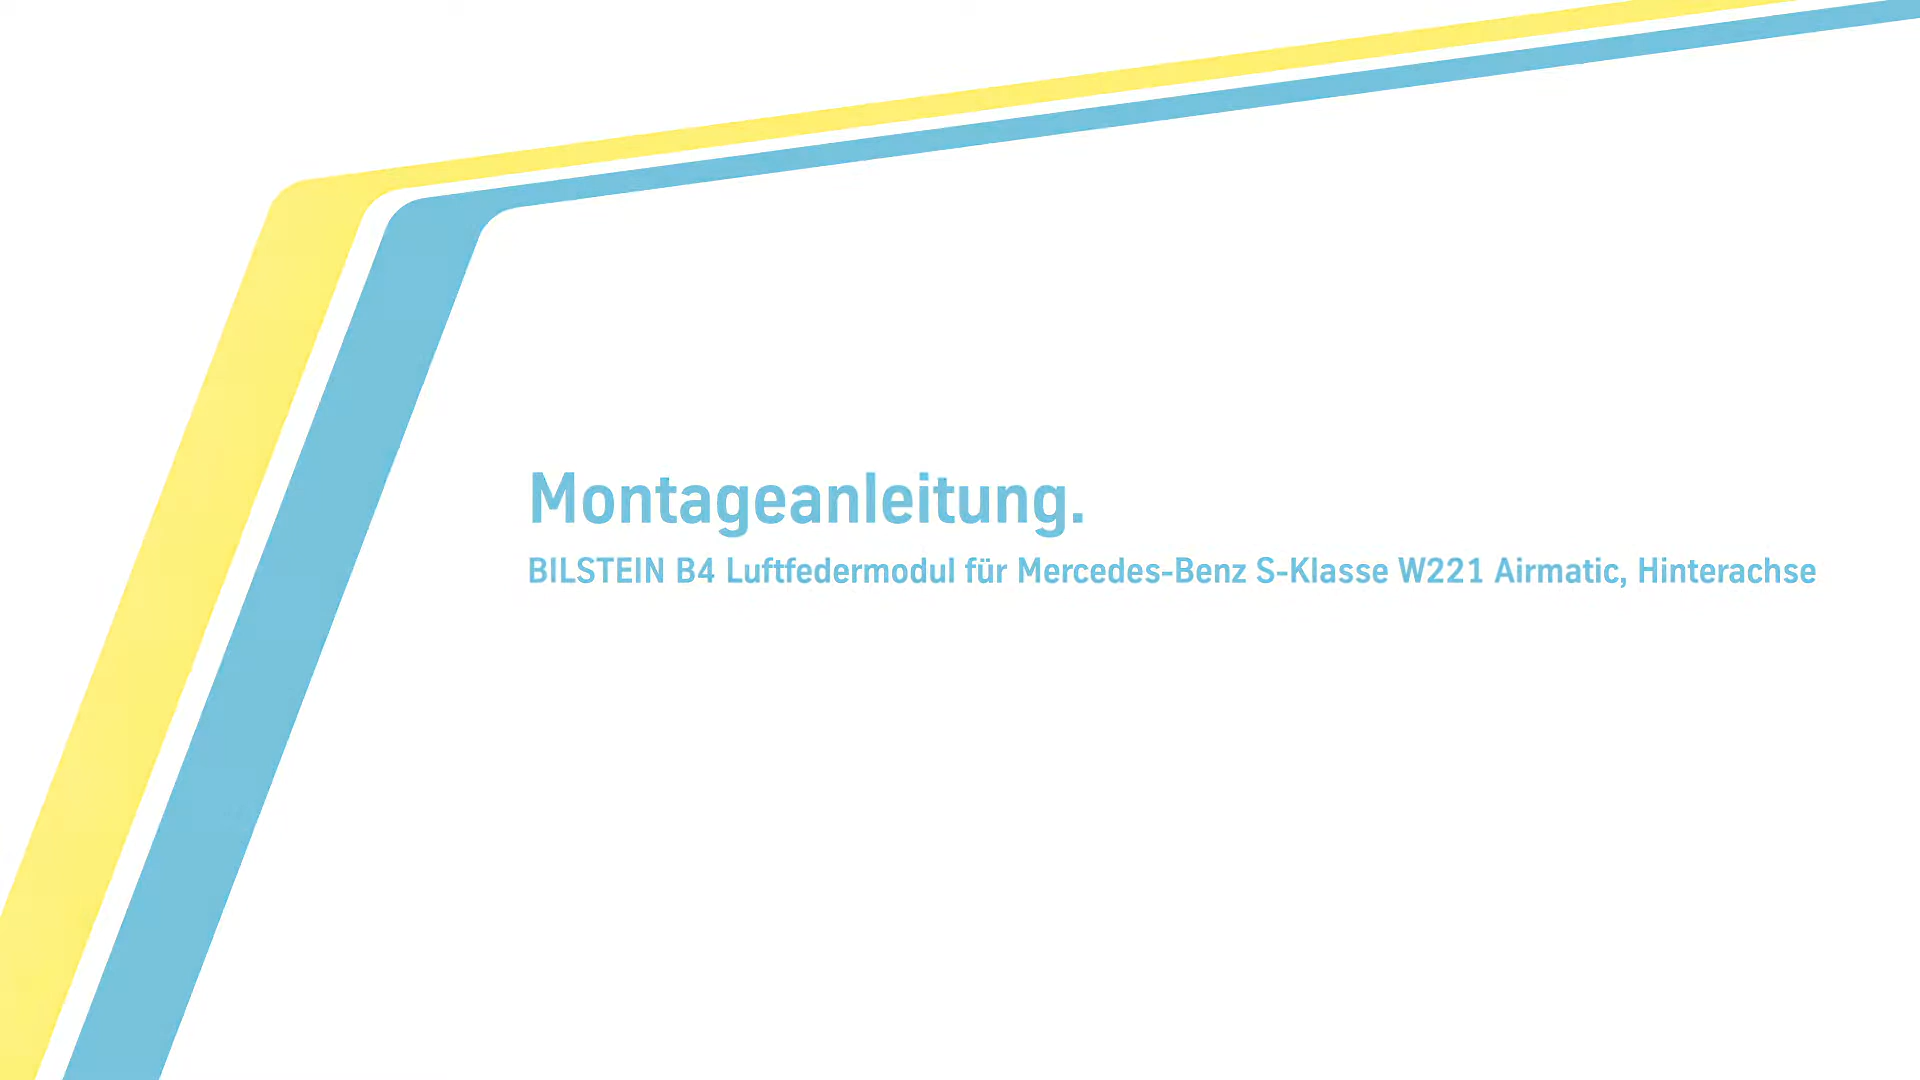 Montageanleitung.
BILSTEIN B4 Luftfedermodul für Mercedes-Benz S-Klasse W221 Airmatic, Hinterachse